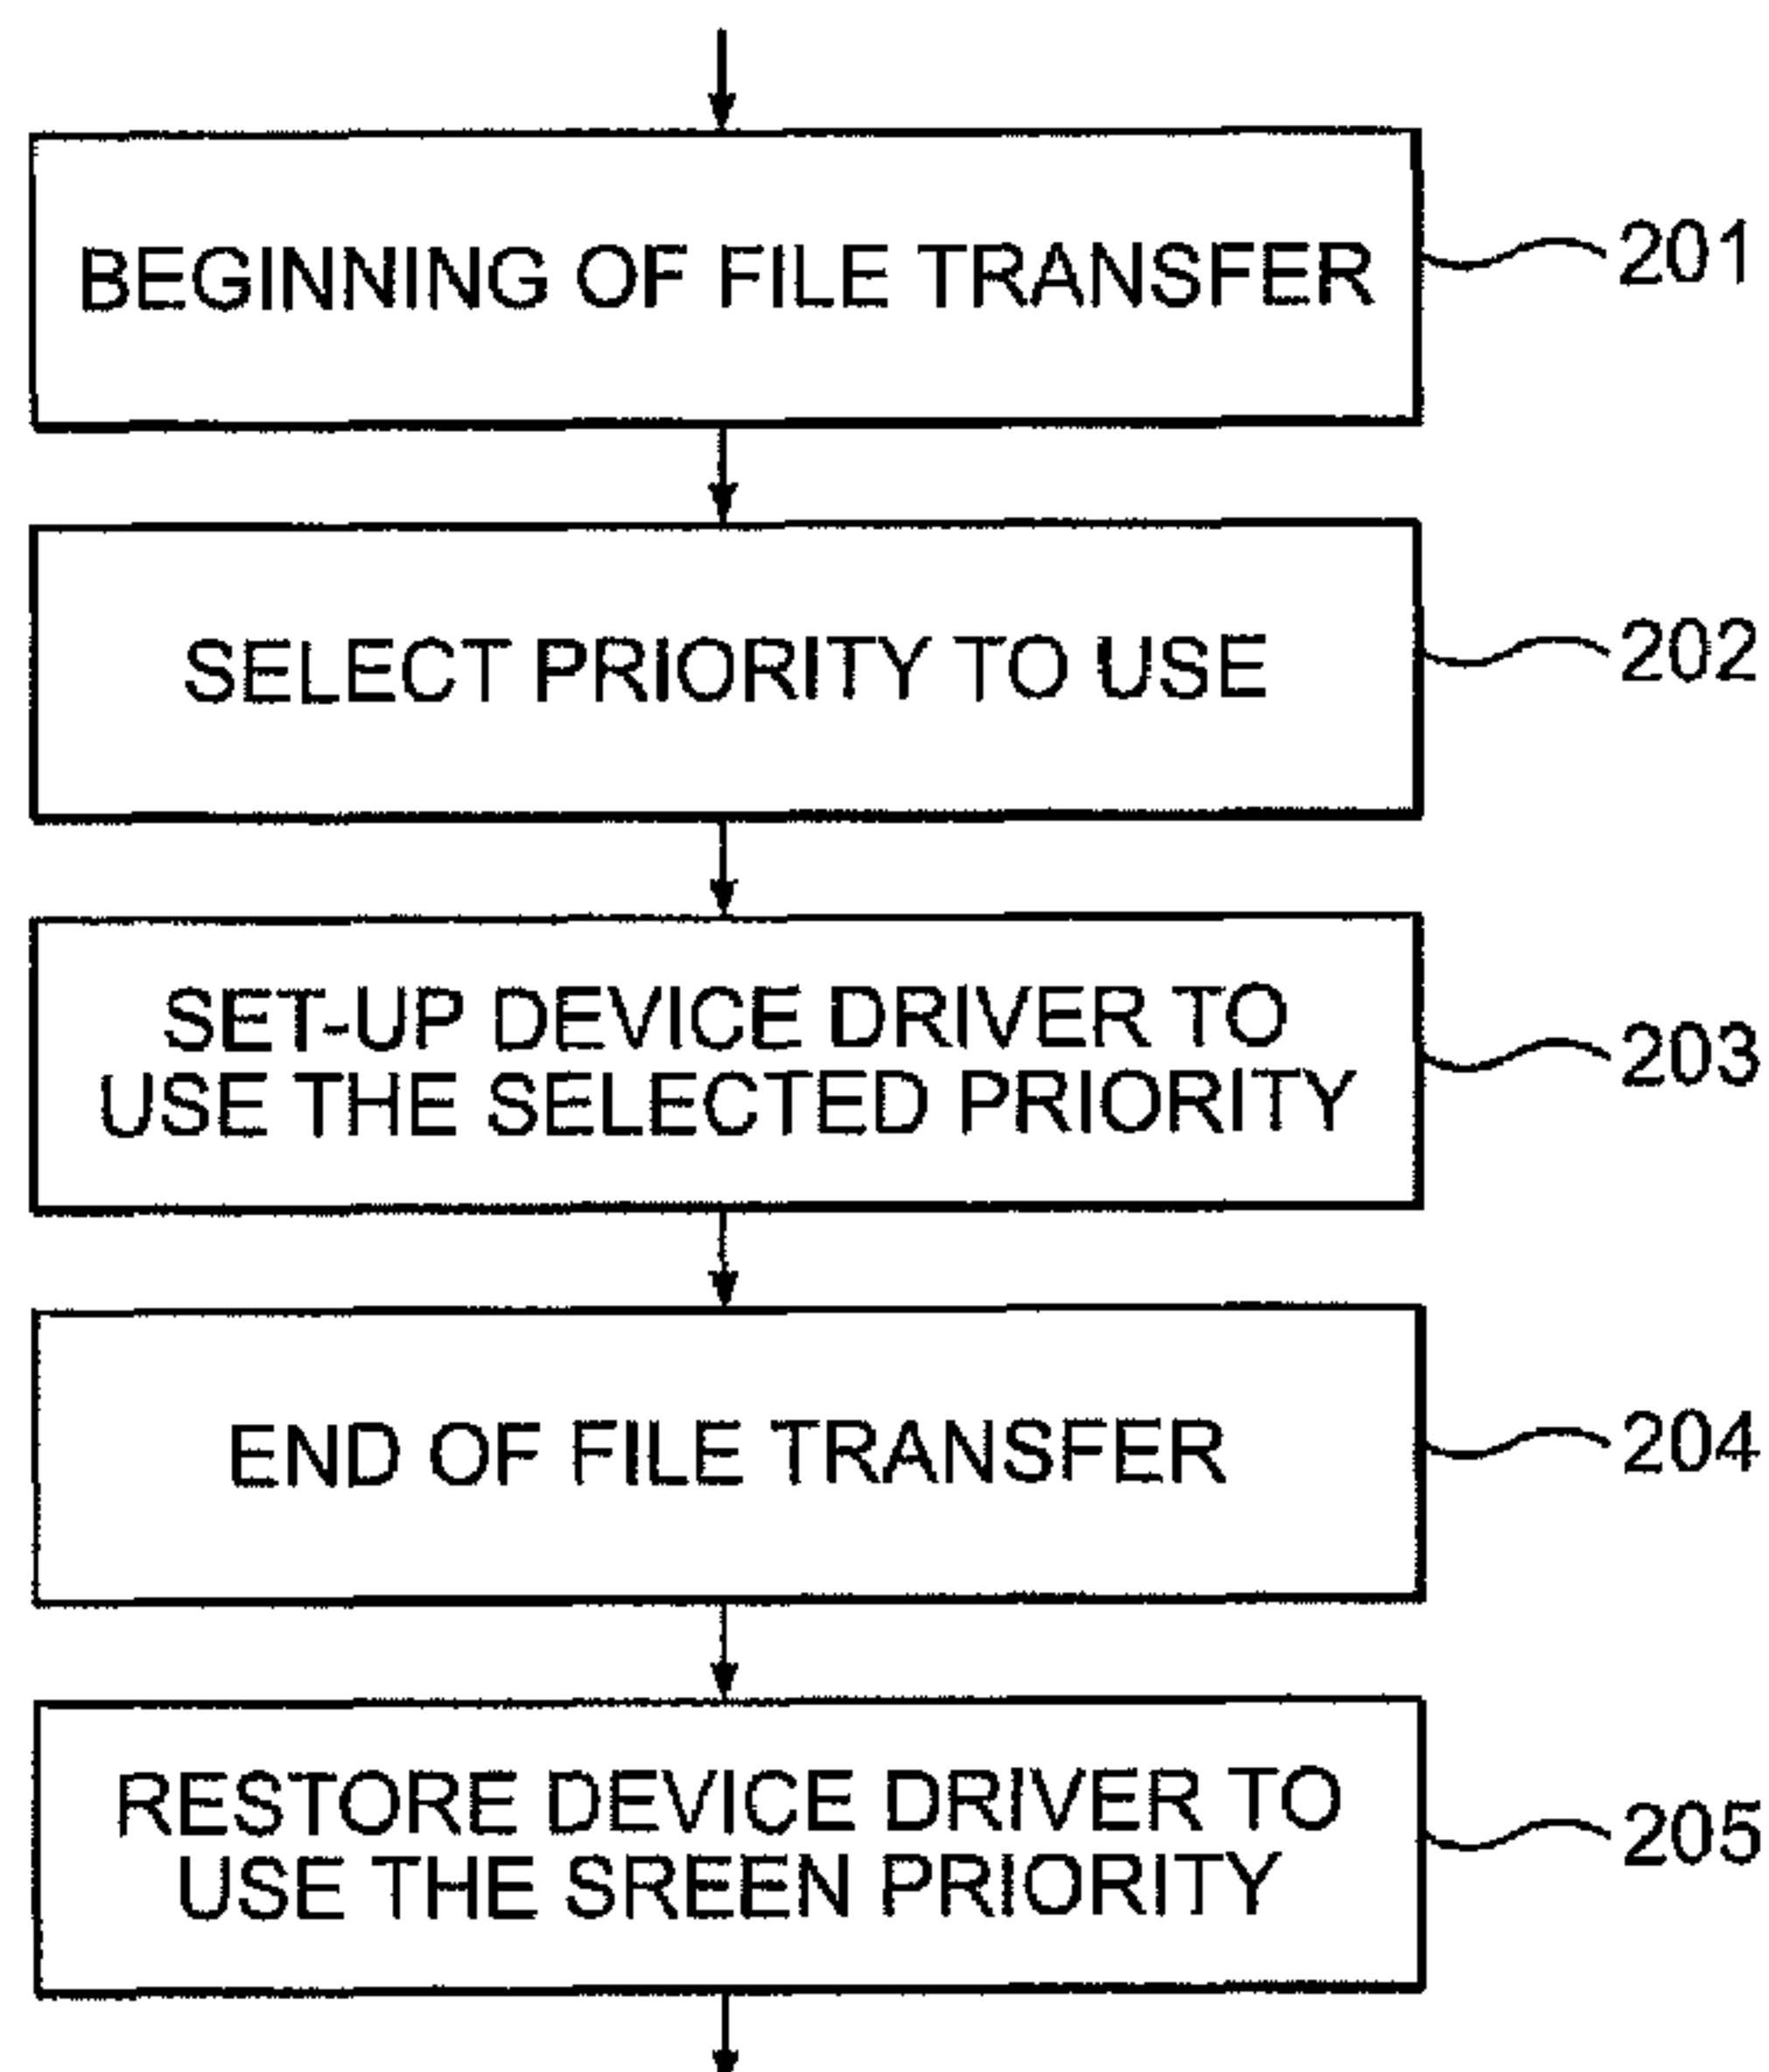 BEGINNING OF FILE TRANSFER
201
SELECT PRIORITY TO USE
202
SET-UP DEVICE DRIVER TO
USE THE SELECTED PRIORITY
203
END OF FILE TRANSFER
204
RESTORE DEVICE DRIVER TO
USE THE SREEN PRIORITY
205